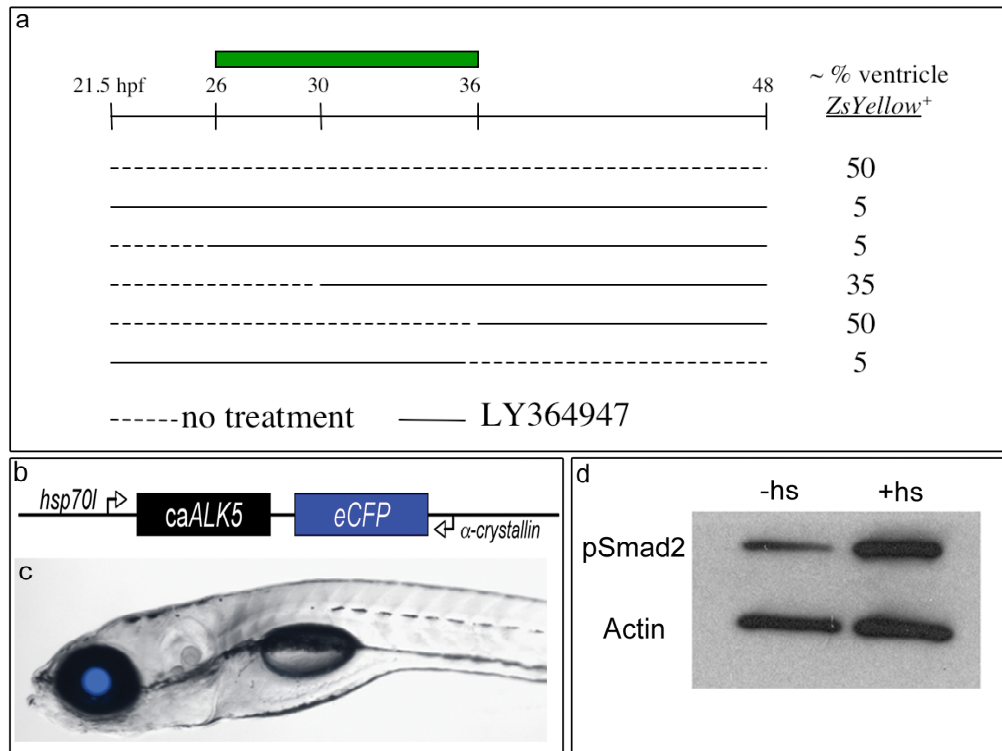 a
21.5 hpf 26 30 36 48
~ % ventricle
ZsYellow+
50
5
5
35
50
5
no treatment LY364947
b
hsp70l caALK5 eCFP α-crystallin
c
d
-hs +hs
pSmad2
Actin